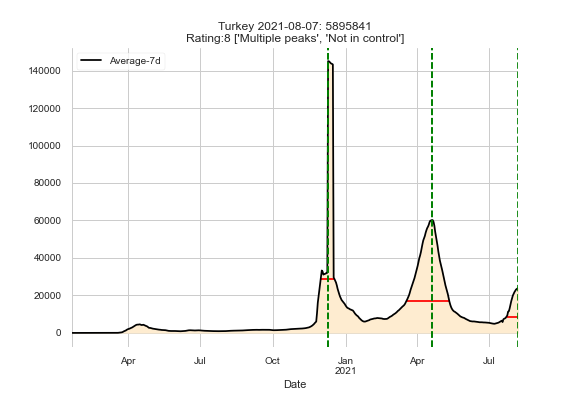 Turkey 2021-08-07: 5895841
Rating:8 ['Multiple peaks', 'Not in control']
Average-7d
140000
120000
100000
80000
60000
40000
20000
0
Apr Jul Oct Jan Apr Jul
2021
Date